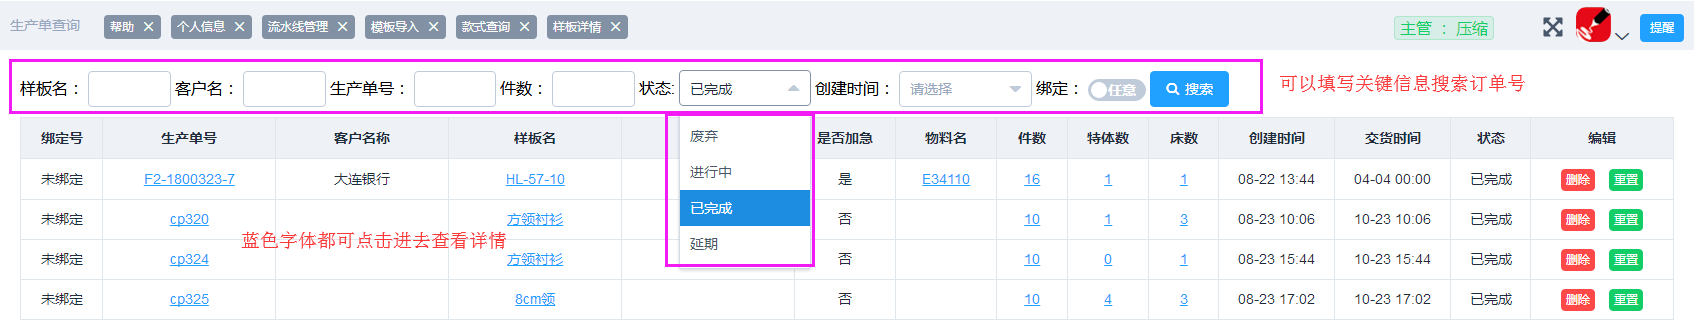 生产单查询 帮助 个人信息 流水线管理 模板导入 款式查询 样板详情 主管 ： 压缩 提醒
样板名： 客户名： 生产单号： 件数： 状态: 已完成 创建时间： 请选择 绑定： 任意 搜索 可以填写关键信息搜索订单号
绑定号 生产单号 客户名称 样板名 是否加急 物料名 件数 特体数 床数 创建时间 交货时间 状态 编辑
废弃
进行中
已完成
延期
未绑定 F2-1800323-7 大连银行 HL-57-10 是 E34110 16 1 1 08-22 13:44 04-04 00:00 已完成 删除 重置
未绑定 cp320 方领衬衫 否 10 1 3 08-23 10:06 10-23 10:06 已完成 删除 重置
蓝色字体都可点击进去查看详情
未绑定 cp324 方领衬衫 否 10 0 1 08-23 15:44 10-23 15:44 已完成 删除 重置
未绑定 cp325 8cm领 否 10 4 3 08-23 17:02 10-23 17:02 已完成 删除 重置